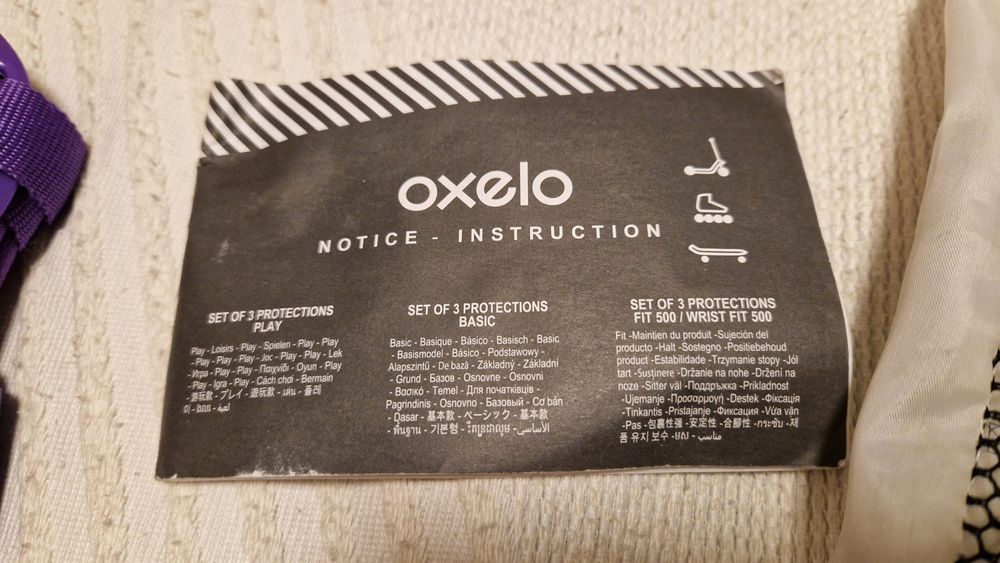 oxelo
NOTICE - INSTRUCTION
SET OF 3 PROTECTIONS
PLAY
Play - Loisirs - Play - Spielen - Play - Play
- Play - Play - Play - Joc - Play - Play - Lek
- Игра - Play - Play - Παιχνίδι - Oyun - Play
- Play - Igra - Play - Cách chơi - Bermain
- 游玩款 - プレイ - 遊玩款 - เล่น - 플레
이 - លេង - لعبة
SET OF 3 PROTECTIONS
BASIC
Basic - Basique - Básico - Basisch - Basic
- Basismodel - Básico - Podstawowy -
Alapszintű - De bază - Základný - Základní
- Grund - Базов - Osnovne - Osnovni
- Βασικό - Temel - Для початківців -
Pagrindinis - Osnovno - Базовый - Cơ bản
- Dasar - 基本款 - ベーシック - 基本款
- พื้นฐาน - 기본형 - الأساسي
SET OF 3 PROTECTIONS
FIT 500 / WRIST FIT 500
Fit -Maintien du produit -Sujeción del
producto -Halt -Sostegno -Positiebehoud
product -Estabilidade -Trzymanie stopy -Jól
tart -Susținere -Držanie na nohe -Držení na
noze -Sitter väl -Поддръжка -Prikladnost
-Ujemanje -Προσαρμογή -Destek -Фіксація
-Tinkantis -Pristajanje -Фиксация -Vừa vặn
-Pas -包裹性强 -安定性 -合腳性 -กระชับ -제
품 유지 보수 -مناسب